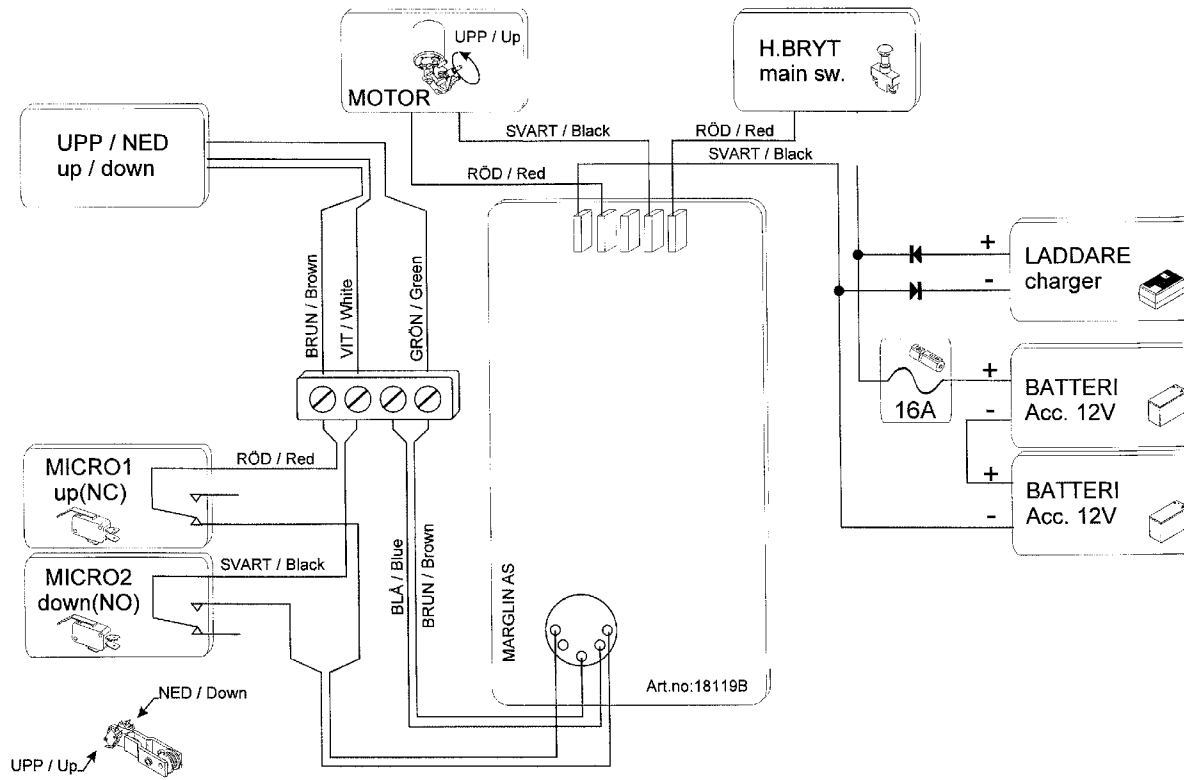 UPP / Up
MOTOR
H.BRYT
main sw.
UPP / NED
up / down
SVART / Black
RÖD / Red
SVART / Black
RÖD / Red
BRUN / Brown
VIT / White
GRÖN / Green
+
LADDARE
-
charger
16A
+
BATTERI
-
Acc. 12V
+
BATTERI
-
Acc. 12V
MICRO1
up(NC)
RÖD / Red
MICRO2
down(NO)
SVART / Black
BLÅ / Blue
BRUN / Brown
MARGLIN AS
Art.no:18119B
NED / Down
UPP / Up